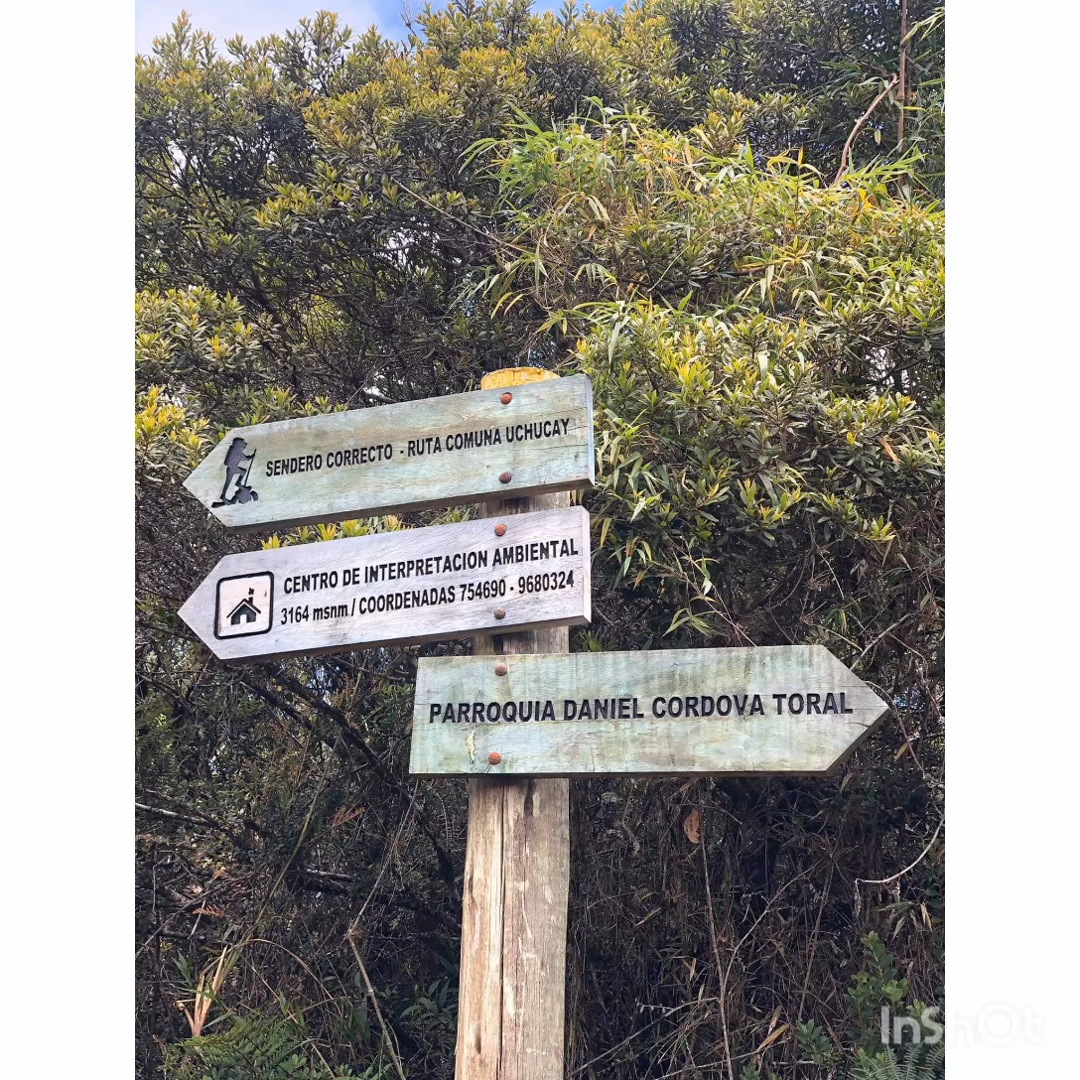 SENDERO CORRECTO - RUTA COMUNA UCHUCAY
CENTRO DE INTERPRETACION AMBIENTAL
3164 msnm / COORDENADAS 754690 - 9680324
PARROQUIA DANIEL CORDOVA TORAL
InShOt